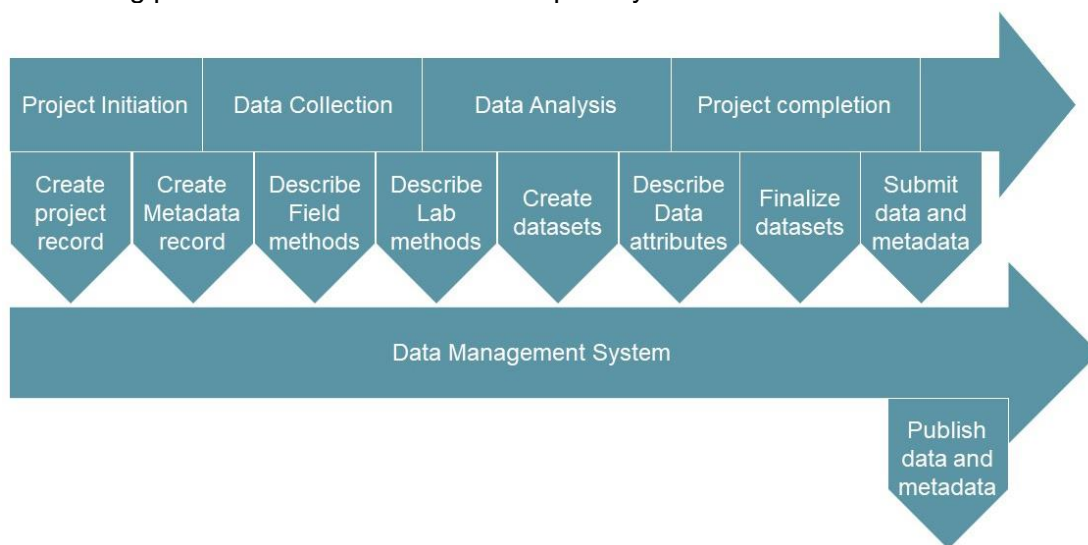 Project Initiation
Data Collection
Data Analysis
Project completion
Create
project
record
Create
Metadata
record
Describe
Field
methods
Describe
Lab
methods
Create
datasets
Describe
Data
attributes
Finalize
datasets
Submit
data and
metadata
Data Management System
Publish
data and
metadata